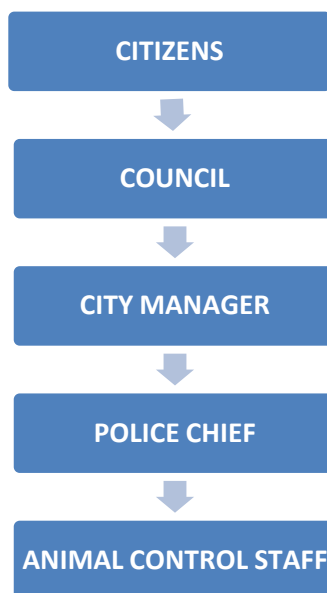 CITIZENS
COUNCIL
CITY MANAGER
POLICE CHIEF
ANIMAL CONTROL STAFF